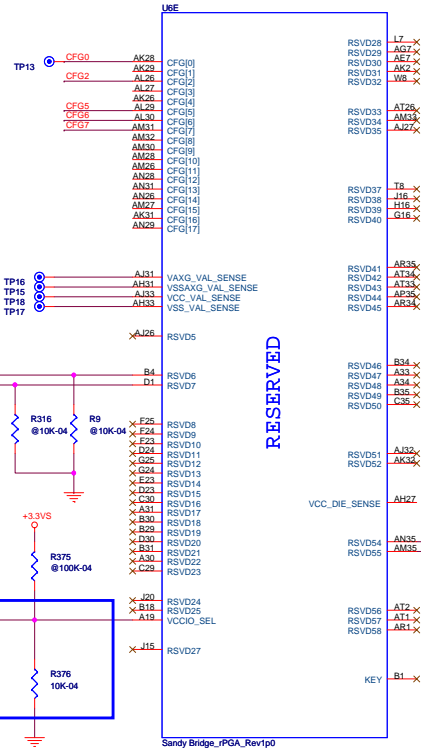 U6E
TP13
CFG0 AK28 CFG[0]
AK29 CFG[1]
CFG2 AL26 CFG[2]
AL27 CFG[3]
AK26 CFG[4]
CFG5 AL29 CFG[5]
CFG6 AL30 CFG[6]
CFG7 AM31 CFG[7]
AM32 CFG[8]
AM30 CFG[9]
AM28 CFG[10]
AM26 CFG[11]
AN28 CFG[12]
AN31 CFG[13]
AN26 CFG[14]
AM27 CFG[15]
AK31 CFG[16]
AN29 CFG[17]
TP16 AJ31 VAXG_VAL_SENSE
TP15 AH31 VSSAXG_VAL_SENSE
TP18 AJ33 VCC_VAL_SENSE
TP17 AH33 VSS_VAL_SENSE
AJ26 RSVD5
B4 RSVD6
D1 RSVD7
R316
@10K-04
R9
@10K-04
F25 RSVD8
F24 RSVD9
F23 RSVD10
D24 RSVD11
G25 RSVD12
G24 RSVD13
E23 RSVD14
D23 RSVD15
C30 RSVD16
A31 RSVD17
B30 RSVD18
B29 RSVD19
D30 RSVD20
B31 RSVD21
A30 RSVD22
C29 RSVD23
+3.3VS
R375
@100K-04
J20 RSVD24
B18 RSVD25
A19 VCCIO_SEL
J15 RSVD27
R376
10K-04
RESERVED
RSVD28 L7
RSVD29 AG7
RSVD30 AE7
RSVD31 AK2
RSVD32 W8
RSVD33 AT26
RSVD34 AM33
RSVD35 AJ27
RSVD37 T8
RSVD38 J16
RSVD39 H16
RSVD40 G16
RSVD41 AR35
RSVD42 AT34
RSVD43 AT33
RSVD44 AP35
RSVD45 AR34
RSVD46 B34
RSVD47 A33
RSVD48 A34
RSVD49 B35
RSVD50 C35
RSVD51 AJ32
RSVD52 AK32
VCC_DIE_SENSE AH27
RSVD54 AN35
RSVD55 AM35
RSVD56 AT2
RSVD57 AT1
RSVD58 AR1
KEY B1
Sandy Bridge_rPGA_Rev1p0